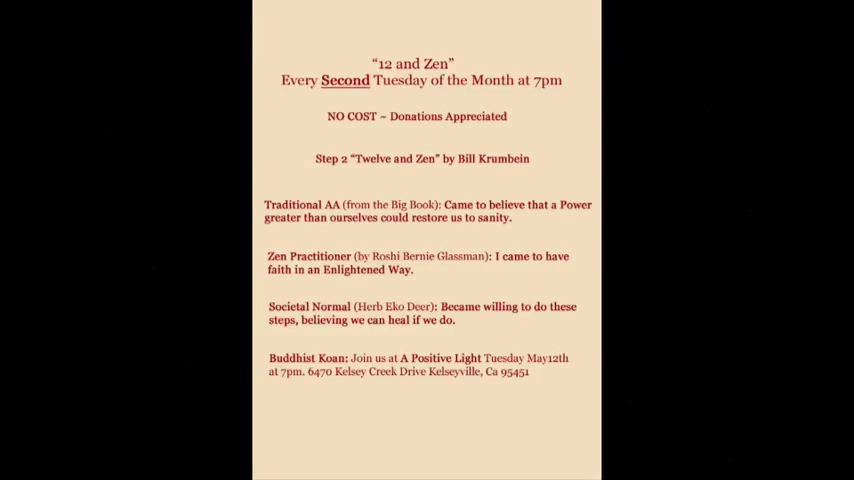 “12 and Zen”
Every Second Tuesday of the Month at 7pm
NO COST ~ Donations Appreciated
Step 2 “Twelve and Zen” by Bill Krumbein
Traditional AA (from the Big Book): Came to believe that a Power
greater than ourselves could restore us to sanity.
Zen Practitioner (by Roshi Bernie Glassman): I came to have
faith in an Enlightened Way.
Societal Normal (Herb Eko Deer): Became willing to do these
steps, believing we can heal if we do.
Buddhist Koan: Join us at A Positive Light Tuesday May12th
at 7pm. 6470 Kelsey Creek Drive Kelseyville, Ca 95451